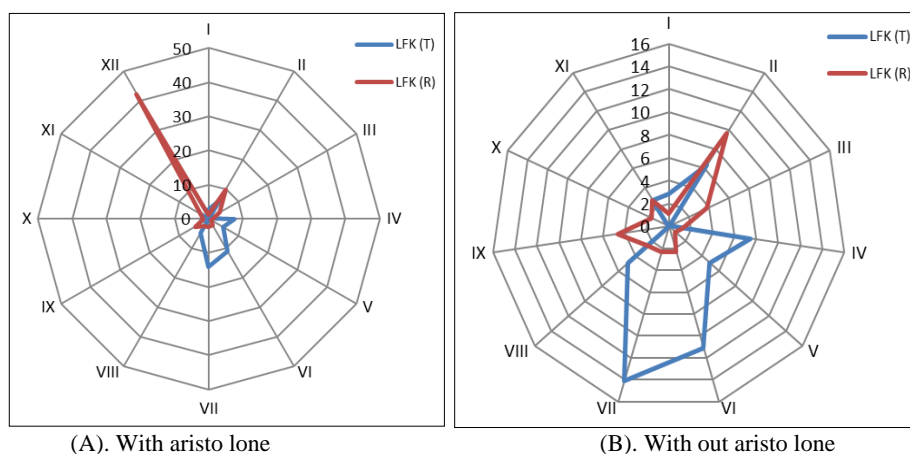 I
II
III
IV
V
VI
VII
VIII
IX
X
XI
XII
50
40
30
20
10
0
LFK (T)
LFK (R)
(A). With aristo lone
I
II
III
IV
V
VI
VII
VIII
IX
X
XI
16
14
12
10
8
6
4
2
0
LFK (T)
LFK (R)
(B). With out aristo lone